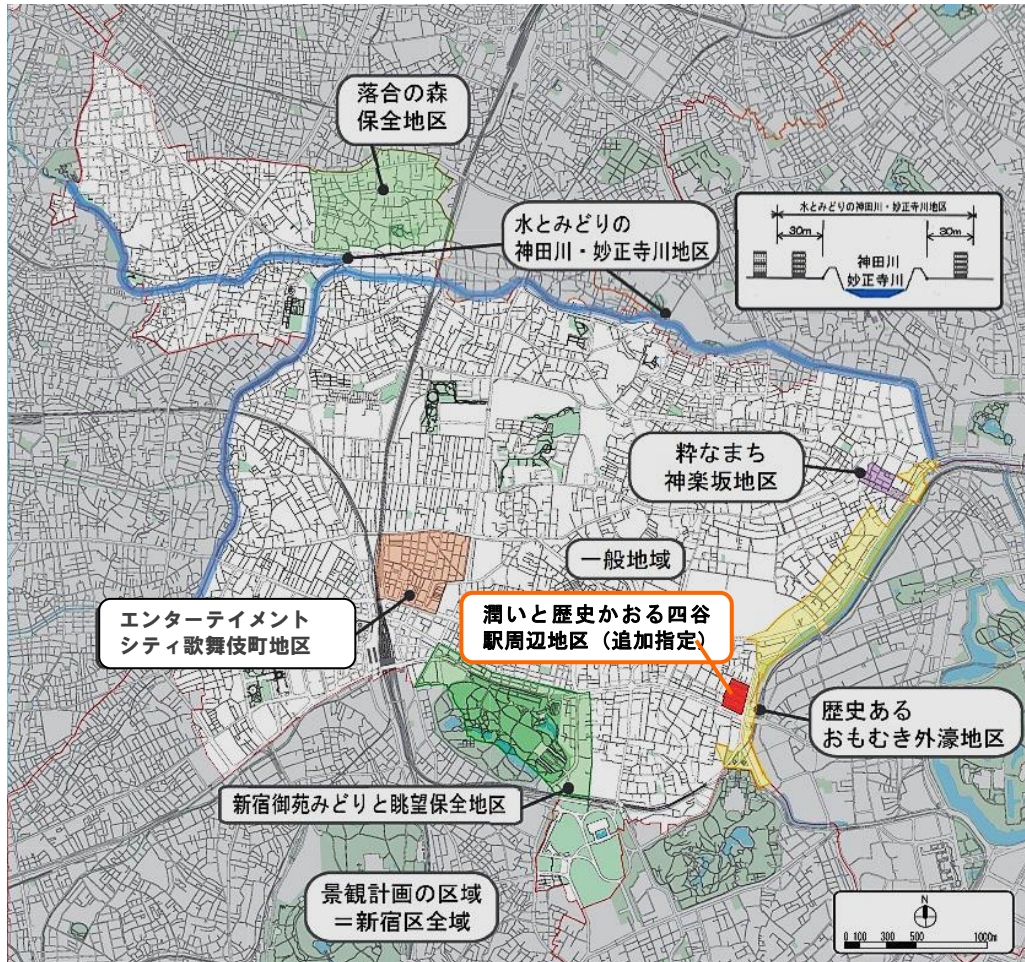 落合の森
保全地区
水とみどりの
神田川・妙正寺川地区
水とみどりの神田川・妙正寺川地区
30m
30m
神田川
妙正寺川
粋なまち
神楽坂地区
一般地域
エンターテイメント
シティ歌舞伎町地区
潤いと歴史かおる四谷
駅周辺地区（追加指定）
歴史ある
おもむき外濠地区
新宿御苑みどりと眺望保全地区
景観計画の区域
＝新宿区全域
N
0 100 300 500 1000m